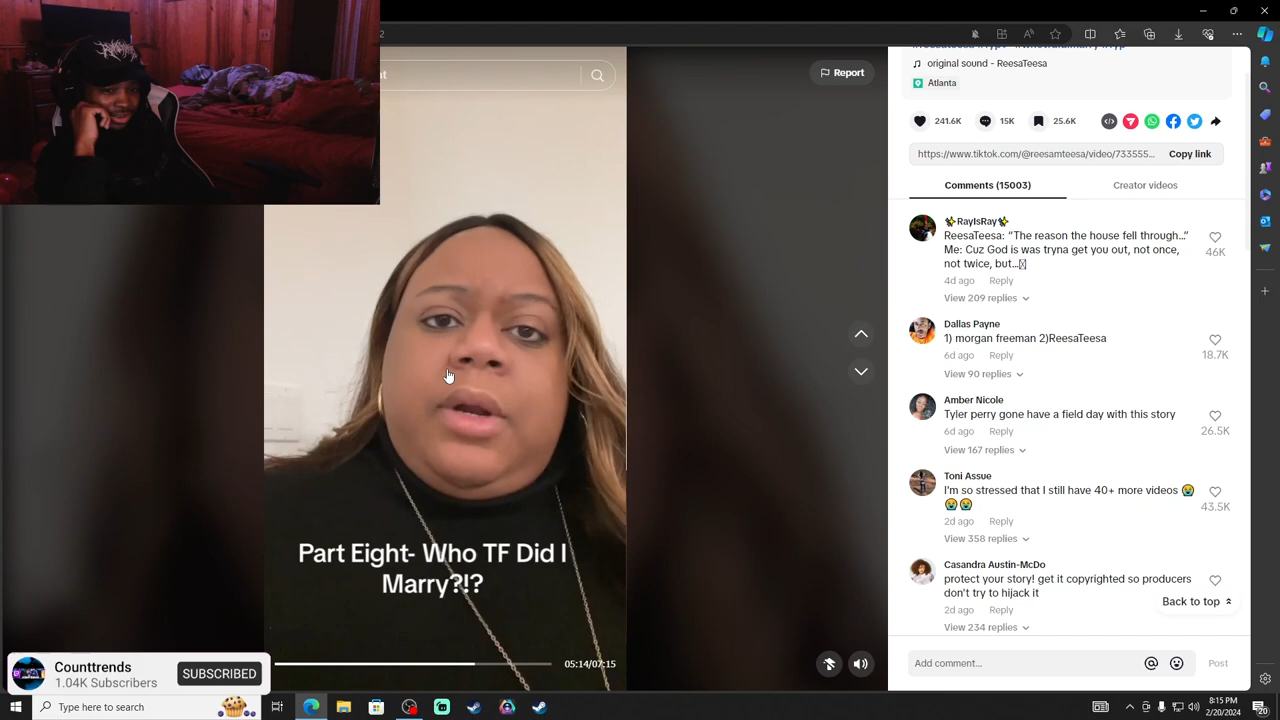 2
nt
Report
original sound - ReesaTeesa
Atlanta
241.6K
15K
25.6K
https://www.tiktok.com/@reesamteesa/video/733555...
Copy link
Comments (15003)
Creator videos
RayIsRay
ReesaTeesa: “The reason the house fell through...”
Me: Cuz God is was tryna get you out, not once,
not twice, but...
46K
4d ago
Reply
View 209 replies
Dallas Payne
1) morgan freeman 2)ReesaTeesa
18.7K
6d ago
Reply
View 90 replies
Amber Nicole
Tyler perry gone have a field day with this story
26.5K
6d ago
Reply
View 167 replies
Toni Assue
I'm so stressed that I still have 40+ more videos 😭
😭😭
43.5K
2d ago
Reply
View 358 replies
Casandra Austin-McDo
protect your story! get it copyrighted so producers
don't try to hijack it
Back to top
2d ago
Reply
View 234 replies
Add comment...
Post
Part Eight- Who TF Did I
Marry?!?
05:14/07:15
Counttrends
1.04K Subscribers
SUBSCRIBED
Type here to search
8:15 PM
2/20/2024
20